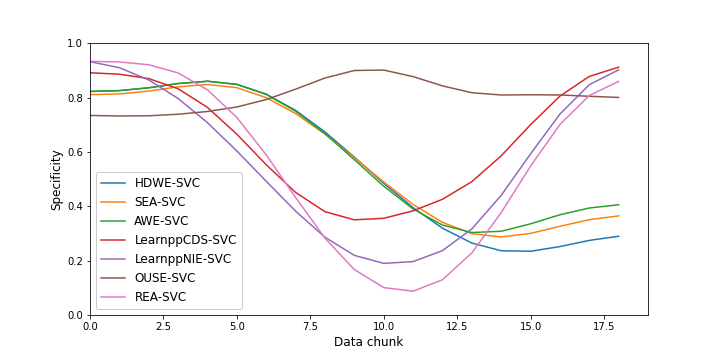 1.0
0.8
0.6
0.4
0.2
0.0
Specificity
HDWE-SVC
SEA-SVC
AWE-SVC
LearnppCDS-SVC
LearnppNIE-SVC
OUSE-SVC
REA-SVC
0.0 2.5 5.0 7.5 10.0 12.5 15.0 17.5
Data chunk